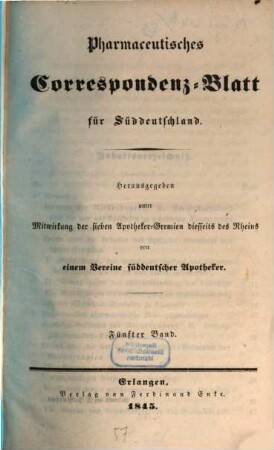 Pharmaceutisches
Correspondenz-Blatt
für Süddeutschland.
Herausgegeben
unter
Mitwirkung der sieben Apotheker-Gremien diesseits des Rheins
von
einem Vereine süddeutscher Apotheker.
Fünfter Band.
Erlangen,
Verlag von Ferdinand Enke.
1845.
57